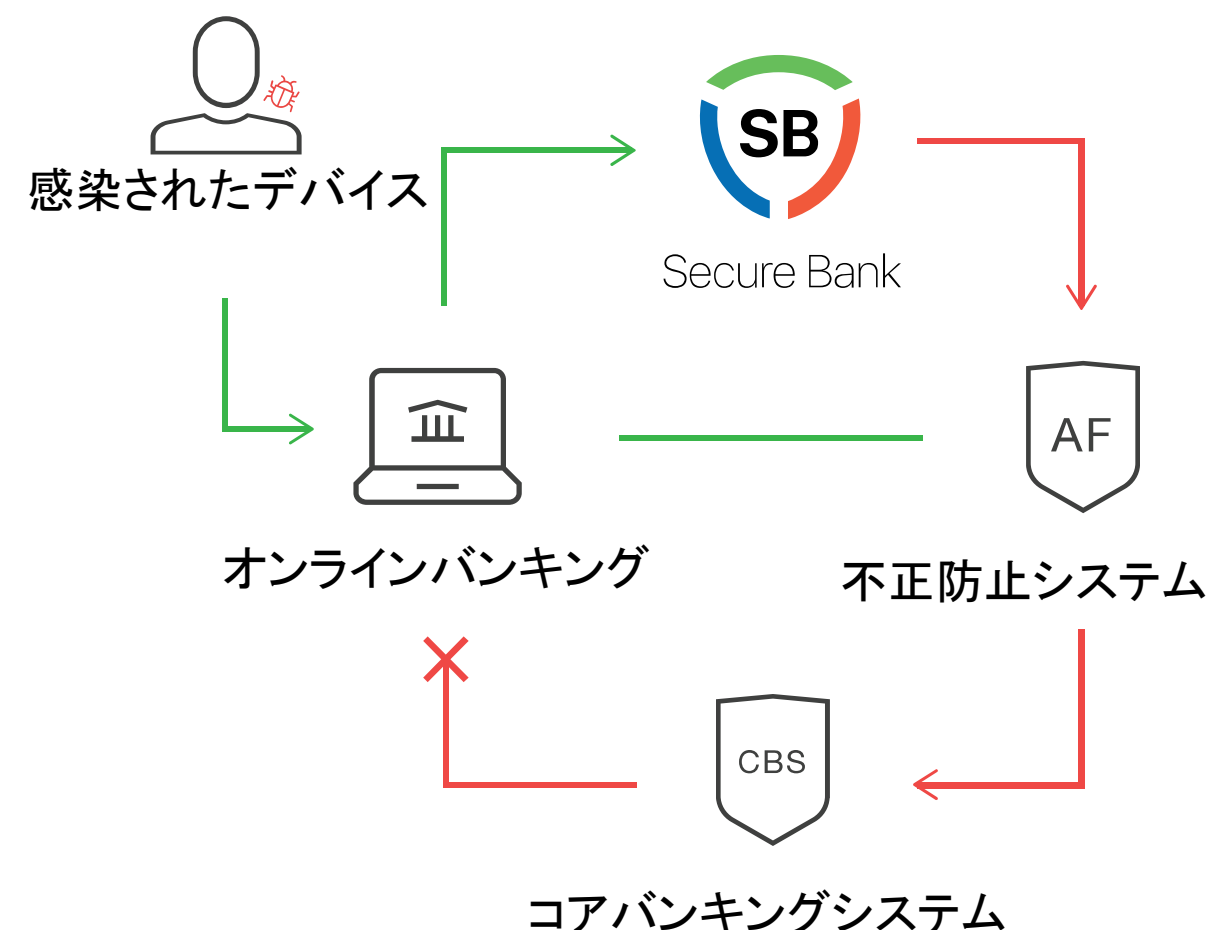 感染されたデバイス
SB
Secure Bank
AF
オンラインバンキング
不正防止システム
CBS
コアバンキングシステム